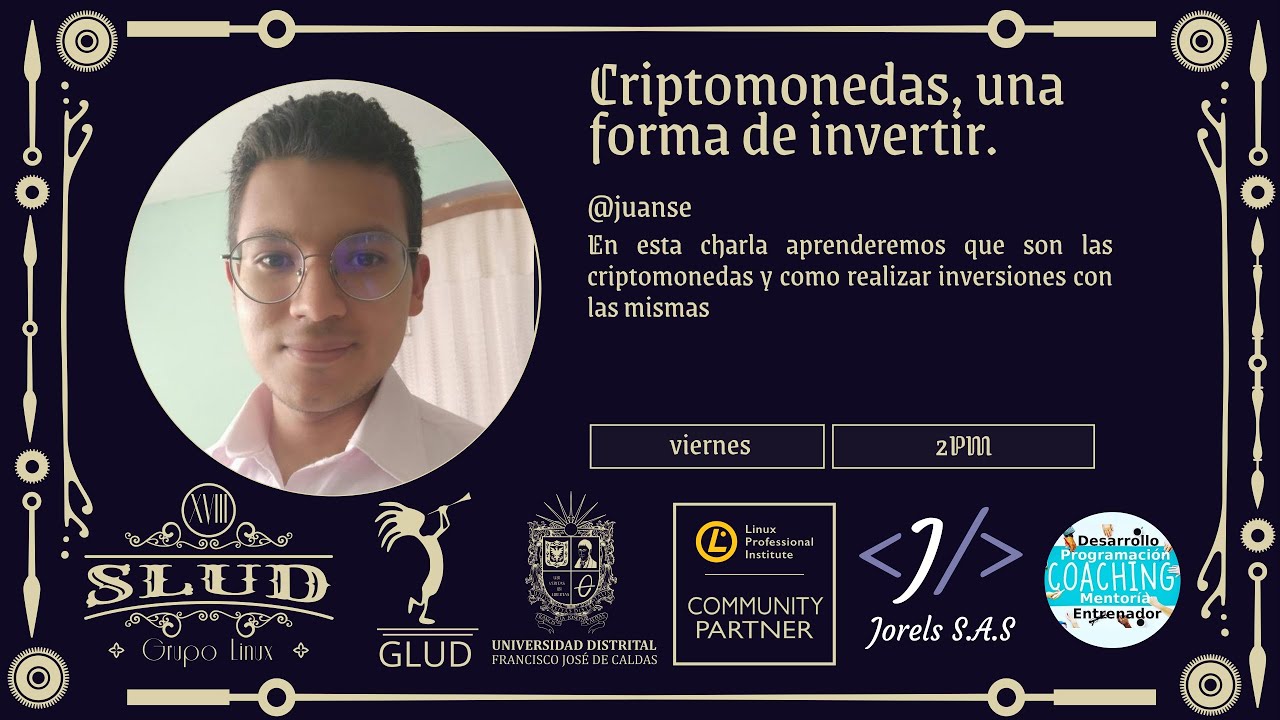 Criptomonedas, una
forma de invertir.
@juanse
En esta charla aprenderemos que son las
criptomonedas y como realizar inversiones con
las mismas
viernes
2PM
XVIII
SLUD
Grupo Linux
GLUD
UNIVERSIDAD DISTRITAL
FRANCISCO JOSÉ DE CALDAS
Linux
Professional
Institute
COMMUNITY
PARTNER
<J/>
Jorels S.A.S
Desarrollo
Programación
COACHING
Mentoría
Entrenador